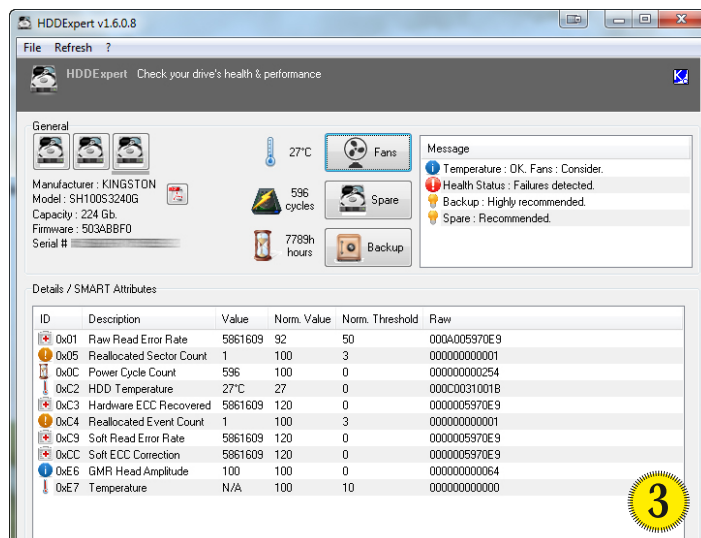 HDDExpert v1.6.0.8
File Refresh ?
HDDExpert Check your drive's health & performance
General
27°C
Fans
596 cycles
Spare
7789h hours
Backup
Manufacturer : KINGSTON
Model : SH100S3240G
Capacity : 224 Gb.
Firmware : 503ABBF0
Serial #
Message
Temperature : OK. Fans : Consider.
Health Status : Failures detected.
Backup : Highly recommended.
Spare : Recommended.
Details / SMART Attributes
ID Description Value Norm. Value Norm. Threshold Raw
0x01 Raw Read Error Rate 5861609 92 50 000A005970E9
0x05 Reallocated Sector Count 1 100 3 000000000001
0x0C Power Cycle Count 596 100 0 000000000254
0xC2 HDD Temperature 27°C 27 0 000C0031001B
0xC3 Hardware ECC Recovered 5861609 120 0 0000005970E9
0xC4 Reallocated Event Count 1 100 3 000000000001
0xC9 Soft Read Error Rate 5861609 120 0 0000005970E9
0xCC Soft ECC Correction 5861609 120 0 0000005970E9
0xE6 GMR Head Amplitude 100 100 0 000000000064
0xE7 Temperature N/A 100 10 000000000000
3